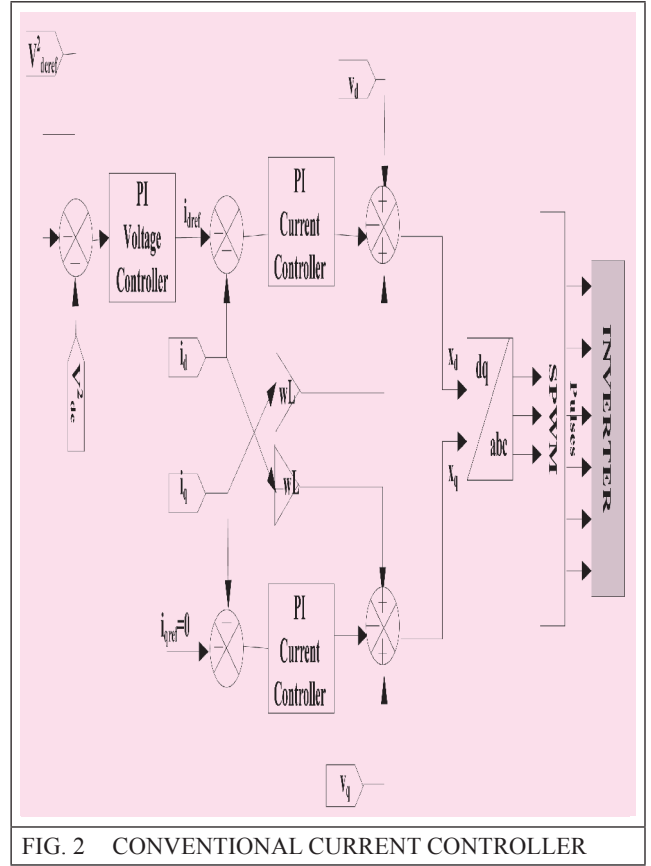 V²dcref
vd
PI
Voltage
Controller
idref
PI
Current
Controller
V²dc
id
wL
iq
wL
xd
xq
dq
abc
SPWM
Pulses
INVERTER
iqref=0
PI
Current
Controller
vq
FIG. 2 CONVENTIONAL CURRENT CONTROLLER